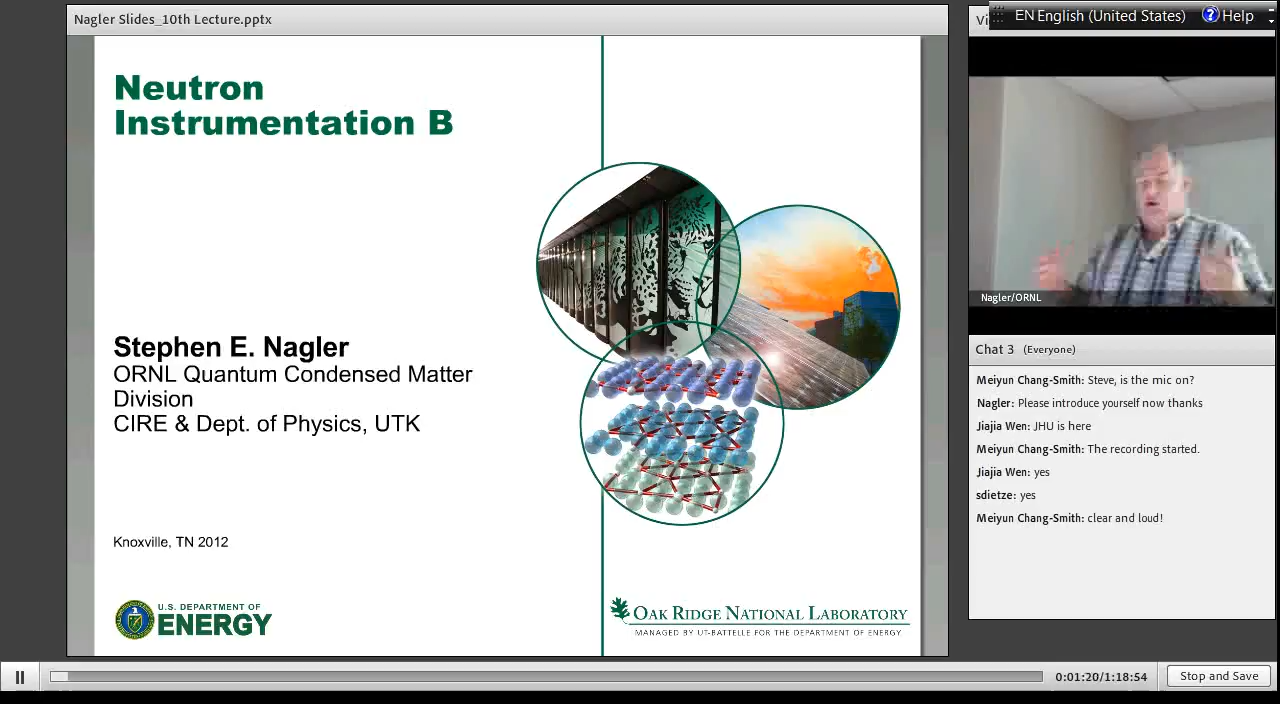 Nagler Slides_10th Lecture.pptx
Neutron
Instrumentation B
Stephen E. Nagler
ORNL Quantum Condensed Matter
Division
CIRE & Dept. of Physics, UTK
Knoxville, TN 2012
U.S. DEPARTMENT OF
ENERGY
OAK RIDGE NATIONAL LABORATORY
MANAGED BY UT-BATTELLE FOR THE DEPARTMENT OF ENERGY
EN English (United States)
Help
Nagler/ORNL
Chat 3 (Everyone)
Meiyun Chang-Smith: Steve, is the mic on?
Nagler: Please introduce yourself now thanks
Jiajia Wen: JHU is here
Meiyun Chang-Smith: The recording started.
Jiajia Wen: yes
sdietze: yes
Meiyun Chang-Smith: clear and loud!
0:01:20/1:18:54
Stop and Save